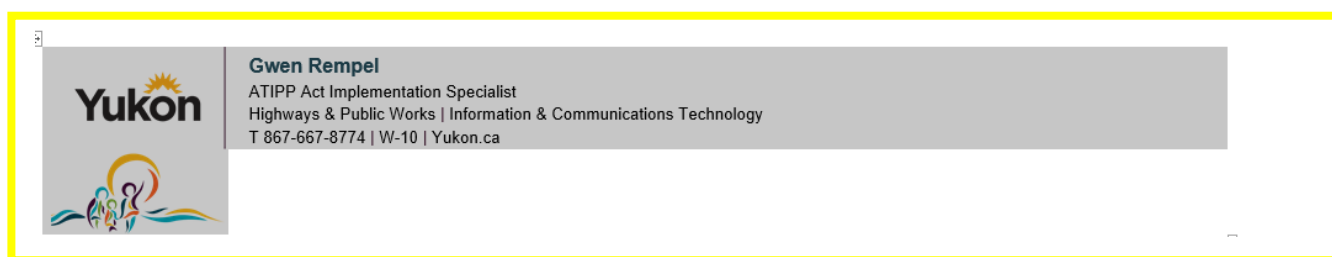 Yukon
Gwen Rempel
ATIPP Act Implementation Specialist
Highways & Public Works | Information & Communications Technology
T 867-667-8774 | W-10 | Yukon.ca